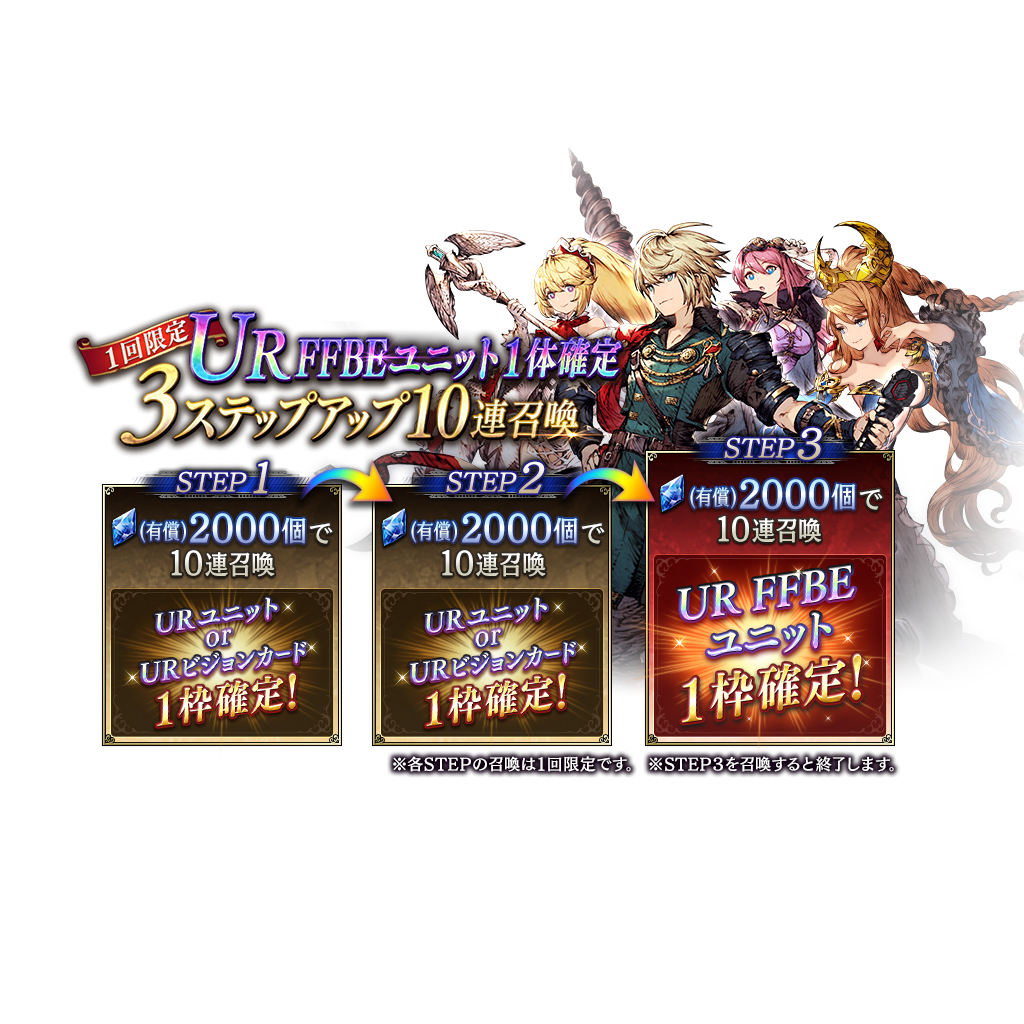 1回限定
UR FFBEユニット1体確定
3ステップアップ10連召喚
STEP1
(有償)2000個で
10連召喚
URユニット
or
URビジョンカード
1枠確定!
STEP2
(有償)2000個で
10連召喚
URユニット
or
URビジョンカード
1枠確定!
STEP3
(有償)2000個で
10連召喚
UR FFBE
ユニット
1枠確定!
※各STEPの召喚は1回限定です。
※STEP3を召喚すると終了します。